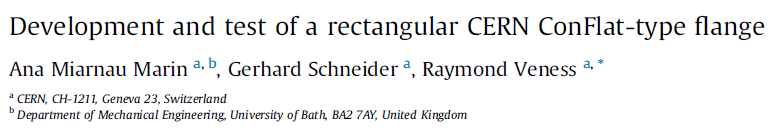 Development and test of a rectangular CERN ConFlat-type flange
Ana Miarnau Marin a, b, Gerhard Schneider a, Raymond Veness a, *
a CERN, CH-1211, Geneva 23, Switzerland
b Department of Mechanical Engineering, University of Bath, BA2 7AY, United Kingdom